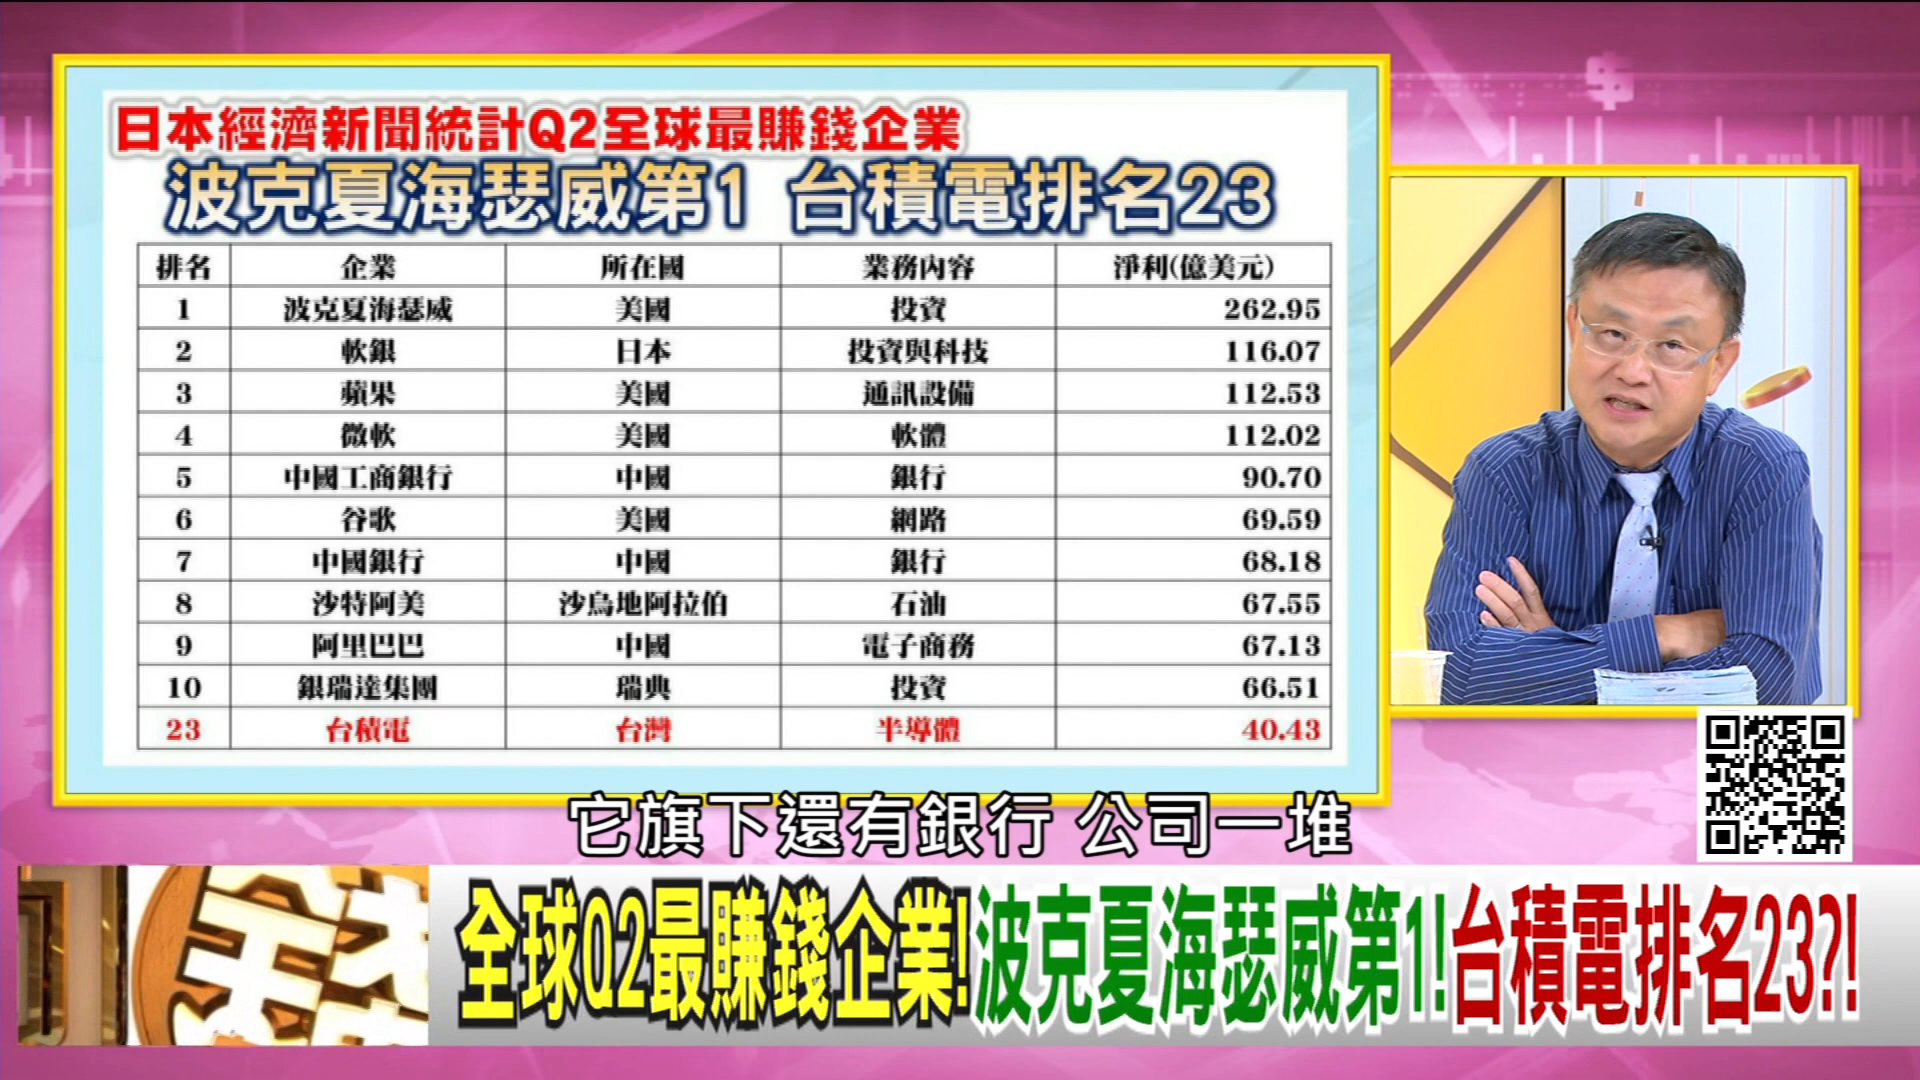 日本經濟新聞統計Q2全球最賺錢企業
波克夏海瑟威第1 台積電排名23
排名 企業 所在國 業務內容 淨利(億美元)
1 波克夏海瑟威 美國 投資 262.95
2 軟銀 日本 投資與科技 116.07
3 蘋果 美國 通訊設備 112.53
4 微軟 美國 軟體 112.02
5 中國工商銀行 中國 銀行 90.70
6 谷歌 美國 網路 69.59
7 中國銀行 中國 銀行 68.18
8 沙特阿美 沙烏地阿拉伯 石油 67.55
9 阿里巴巴 中國 電子商務 67.13
10 銀瑞達集團 瑞典 投資 66.51
23 台積電 台灣 半導體 40.43
它旗下還有銀行 公司一堆
全球Q2最賺錢企業!波克夏海瑟威第1!台積電排名23?!